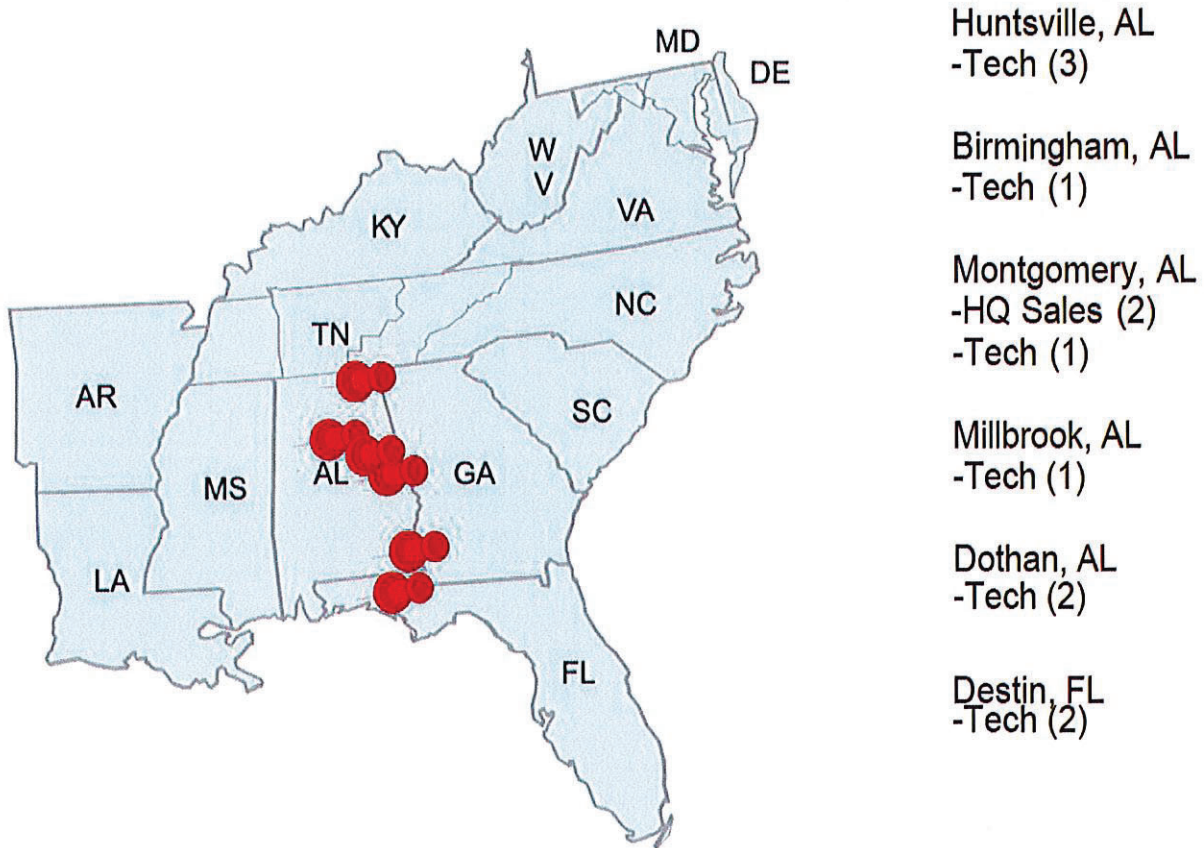 MD
DE
W
V
VA
KY
NC
TN
AR
SC
AL
GA
MS
LA
FL
Huntsville, AL
-Tech (3)
Birmingham, AL
-Tech (1)
Montgomery, AL
-HQ Sales (2)
-Tech (1)
Millbrook, AL
-Tech (1)
Dothan, AL
-Tech (2)
Destin, FL
-Tech (2)